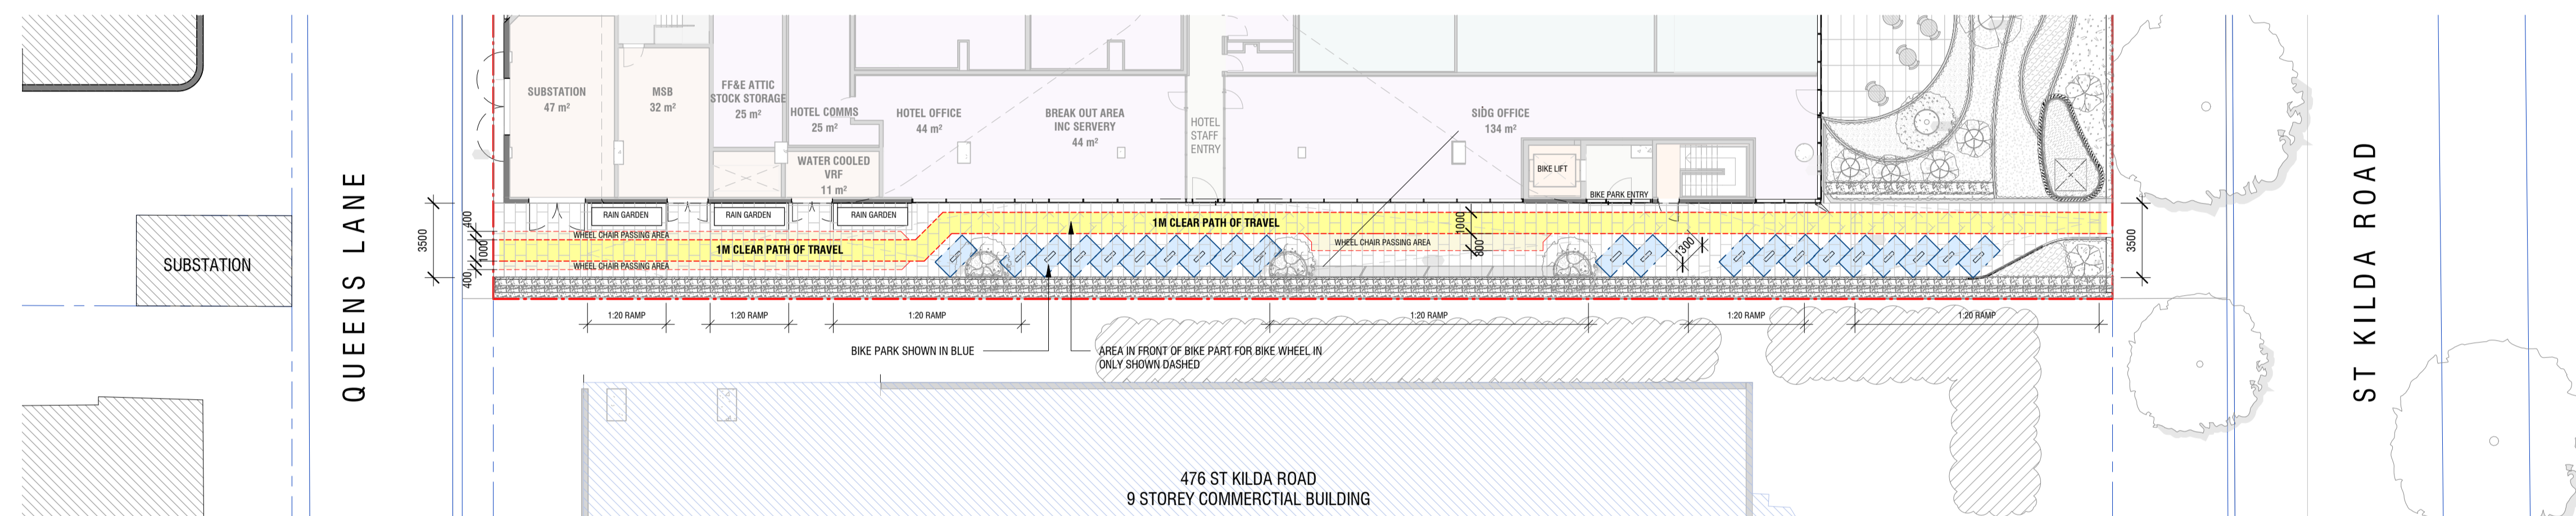 SUBSTATION
47 m²
MSB
32 m²
FF&E ATTIC
STOCK STORAGE
25 m²
HOTEL COMMS
25 m²
WATER COOLED
VRF
11 m²
HOTEL OFFICE
44 m²
BREAK OUT AREA
INC SERVERY
44 m²
HOTEL
STAFF
ENTRY
SIDG OFFICE
134 m²
BIKE LIFT
BIKE PARK ENTRY
QUEENS LANE
SUBSTATION
3500
400
1000
400
RAIN GARDEN
RAIN GARDEN
RAIN GARDEN
WHEEL CHAIR PASSING AREA
1M CLEAR PATH OF TRAVEL
WHEEL CHAIR PASSING AREA
1M CLEAR PATH OF TRAVEL
WHEEL CHAIR PASSING AREA
1000
800
1300
3500
ST KILDA ROAD
1:20 RAMP
1:20 RAMP
1:20 RAMP
1:20 RAMP
1:20 RAMP
1:20 RAMP
BIKE PARK SHOWN IN BLUE
AREA IN FRONT OF BIKE PART FOR BIKE WHEEL IN
ONLY SHOWN DASHED
476 ST KILDA ROAD
9 STOREY COMMERCTIAL BUILDING